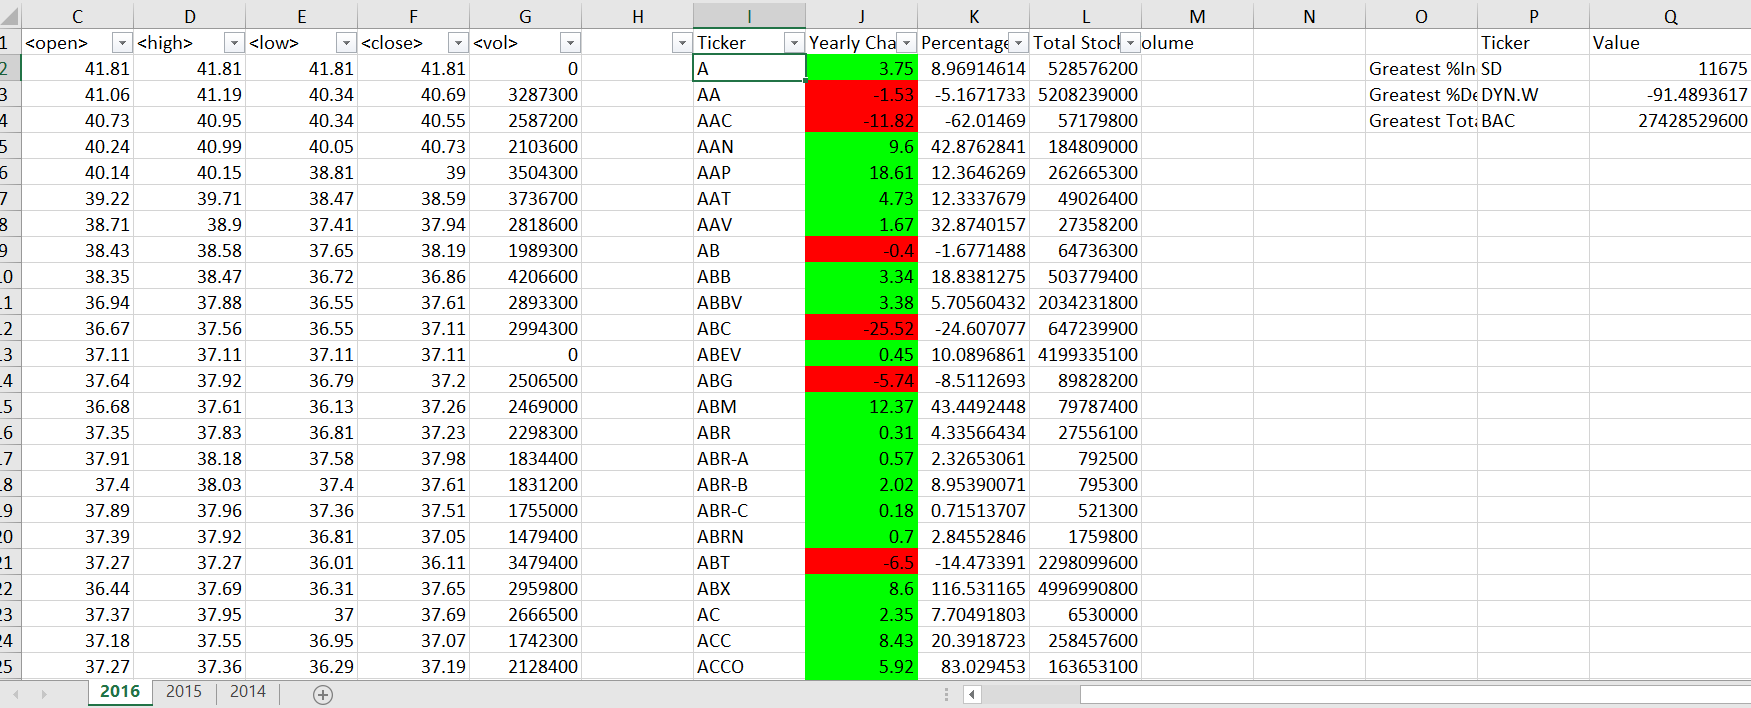 C D E F G H I J K L M N O P Q
1 <open> <high> <low> <close> <vol> Ticker Yearly Cha Percentage Total Stock olume Ticker Value
2 41.81 41.81 41.81 41.81 0 A 3.75 8.96914614 528576200 Greatest %In SD 11675
3 41.06 41.19 40.34 40.69 3287300 AA -1.53 -5.1671733 5208239000 Greatest %De DYN.W -91.4893617
4 40.73 40.95 40.34 40.55 2587200 AAC -11.82 -62.01469 57179800 Greatest Tota BAC 27428529600
5 40.24 40.99 40.05 40.73 2103600 AAN 9.6 42.8762841 184809000
6 40.14 40.15 38.81 39 3504300 AAP 18.61 12.3646269 262665300
7 39.22 39.71 38.47 38.59 3736700 AAT 4.73 12.3337679 49026400
8 38.71 38.9 37.41 37.94 2818600 AAV 1.67 32.8740157 27358200
9 38.43 38.58 37.65 38.19 1989300 AB -0.4 -1.6771488 64736300
.0 38.35 38.47 36.72 36.86 4206600 ABB 3.34 18.8381275 503779400
.1 36.94 37.88 36.55 37.61 2893300 ABBV 3.38 5.70560432 2034231800
.2 36.67 37.56 36.55 37.11 2994300 ABC -25.52 -24.607077 647239900
.3 37.11 37.11 37.11 37.11 0 ABEV 0.45 10.0896861 4199335100
.4 37.64 37.92 36.79 37.2 2506500 ABG -5.74 -8.5112693 89828200
.5 36.68 37.61 36.13 37.26 2469000 ABM 12.37 43.4492448 79787400
.6 37.35 37.83 36.81 37.23 2298300 ABR 0.31 4.33566434 27556100
.7 37.91 38.18 37.58 37.98 1834400 ABR-A 0.57 2.32653061 792500
.8 37.4 38.03 37.4 37.61 1831200 ABR-B 2.02 8.95390071 795300
.9 37.89 37.96 37.36 37.51 1755000 ABR-C 0.18 0.71513707 521300
20 37.39 37.92 36.81 37.05 1479400 ABRN 0.7 2.84552846 1759800
21 37.27 37.27 36.01 36.11 3479400 ABT -6.5 -14.473391 2298099600
22 36.44 37.69 36.31 37.65 2959800 ABX 8.6 116.531165 4996990800
23 37.37 37.95 37 37.69 2666500 AC 2.35 7.70491803 6530000
24 37.18 37.55 36.95 37.07 1742300 ACC 8.43 20.3918723 258457600
25 37.27 37.36 36.29 37.19 2128400 ACCO 5.92 83.029453 163653100
2016 2015 2014